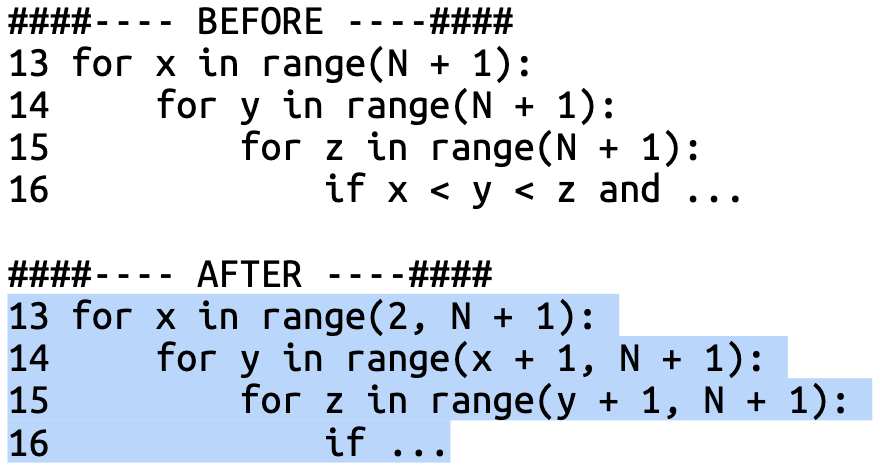 ####---- BEFORE ----####
13 for x in range(N + 1):
14     for y in range(N + 1):
15         for z in range(N + 1):
16             if x < y < z and ...
####---- AFTER ----####
13 for x in range(2, N + 1):
14     for y in range(x + 1, N + 1):
15         for z in range(y + 1, N + 1):
16             if ...